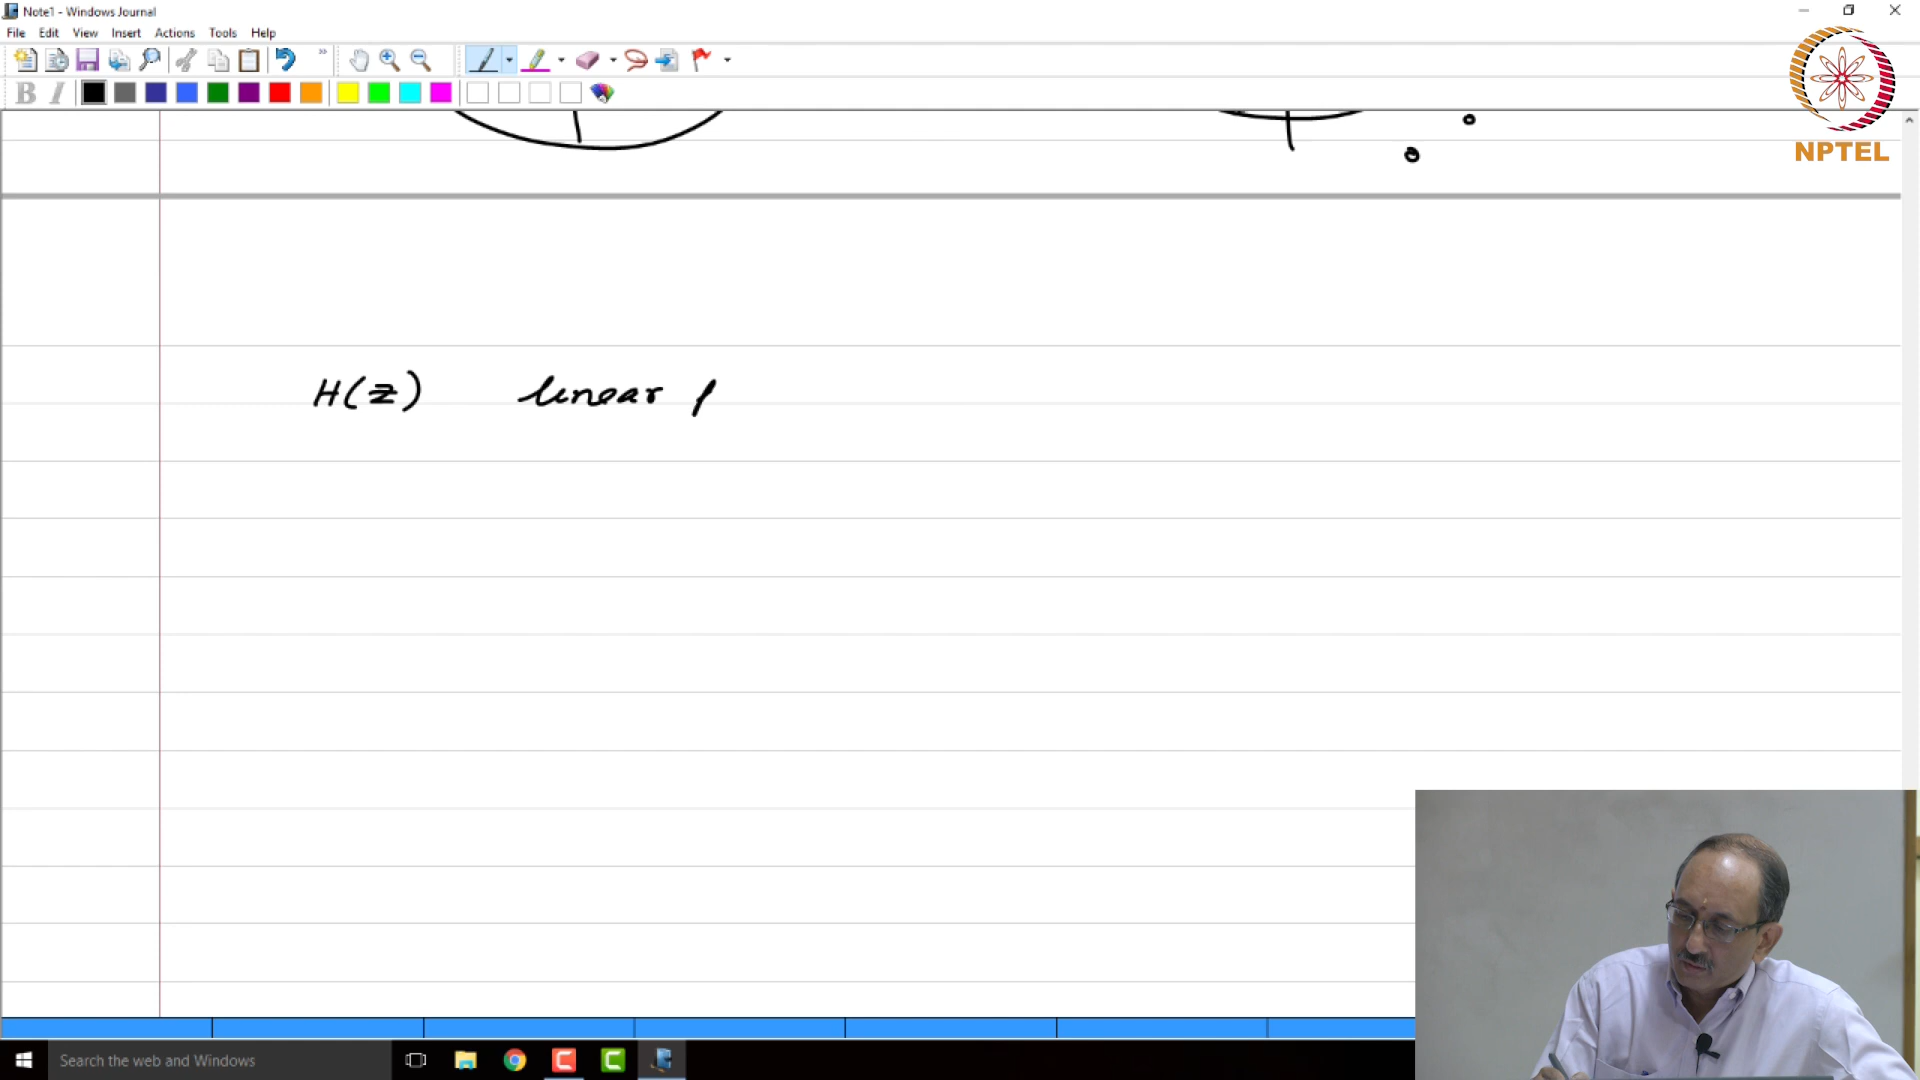 Note1 - Windows Journal
File Edit View Insert Actions Tools Help
B I
NPTEL
H(z) linear p
Search the web and Windows